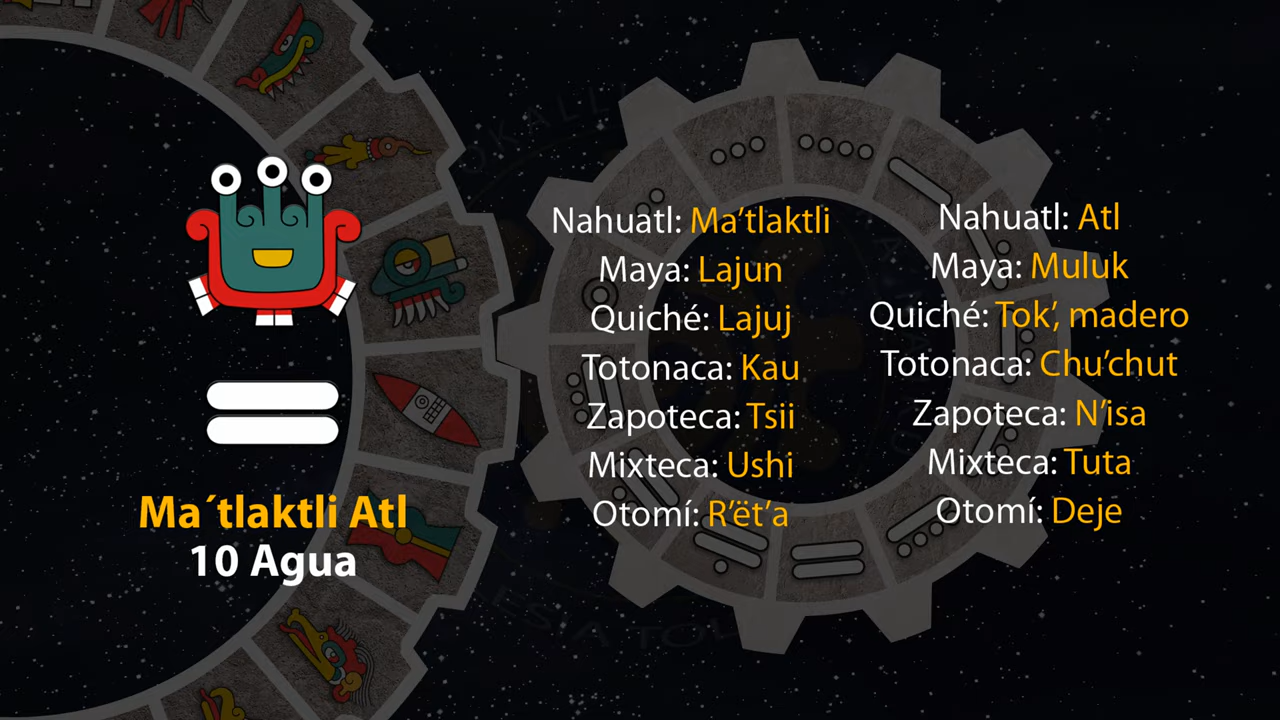 Ma´tlaktli Atl
10 Agua
Nahuatl: Ma’tlaktli
Maya: Lajun
Quiché: Lajuj
Totonaca: Kau
Zapoteca: Tsii
Mixteca: Ushi
Otomí: R’ët’a
Nahuatl: Atl
Maya: Muluk
Quiché: Tok’, madero
Totonaca: Chu’chut
Zapoteca: N’isa
Mixteca: Tuta
Otomí: Deje